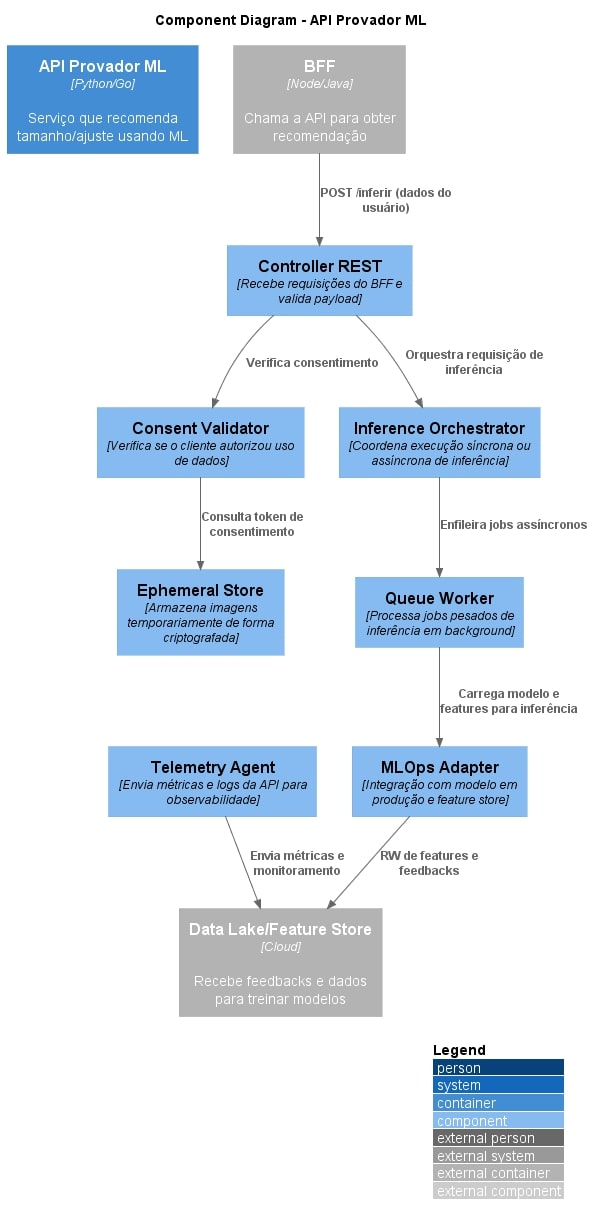 Component Diagram - API Provador ML
API Provador ML
[Python/Go]
Serviço que recomenda
tamanho/ajuste usando ML
BFF
[Node/Java]
Chama a API para obter
recomendação
POST /inferir (dados do
usuário)
Controller REST
[Recebe requisições do BFF e
valida payload]
Verifica consentimento
Orquestra requisição de
inferência
Consent Validator
[Verifica se o cliente autorizou uso
de dados]
Inference Orchestrator
[Coordena execução síncrona ou
assíncrona de inferência]
Consulta token de
consentimento
Enfileira jobs assíncronos
Ephemeral Store
[Armazena imagens
temporariamente de forma
criptografada]
Queue Worker
[Processa jobs pesados de
inferência em background]
Carrega modelo e
features para inferência
Telemetry Agent
[Envia métricas e logs da API para
observabilidade]
MLOps Adapter
[Integração com modelo em
produção e feature store]
Envia métricas e
monitoramento
RW de features e
feedbacks
Data Lake/Feature Store
[Cloud]
Recebe feedbacks e dados
para treinar modelos
Legend
person
system
container
component
external person
external system
external container
external component